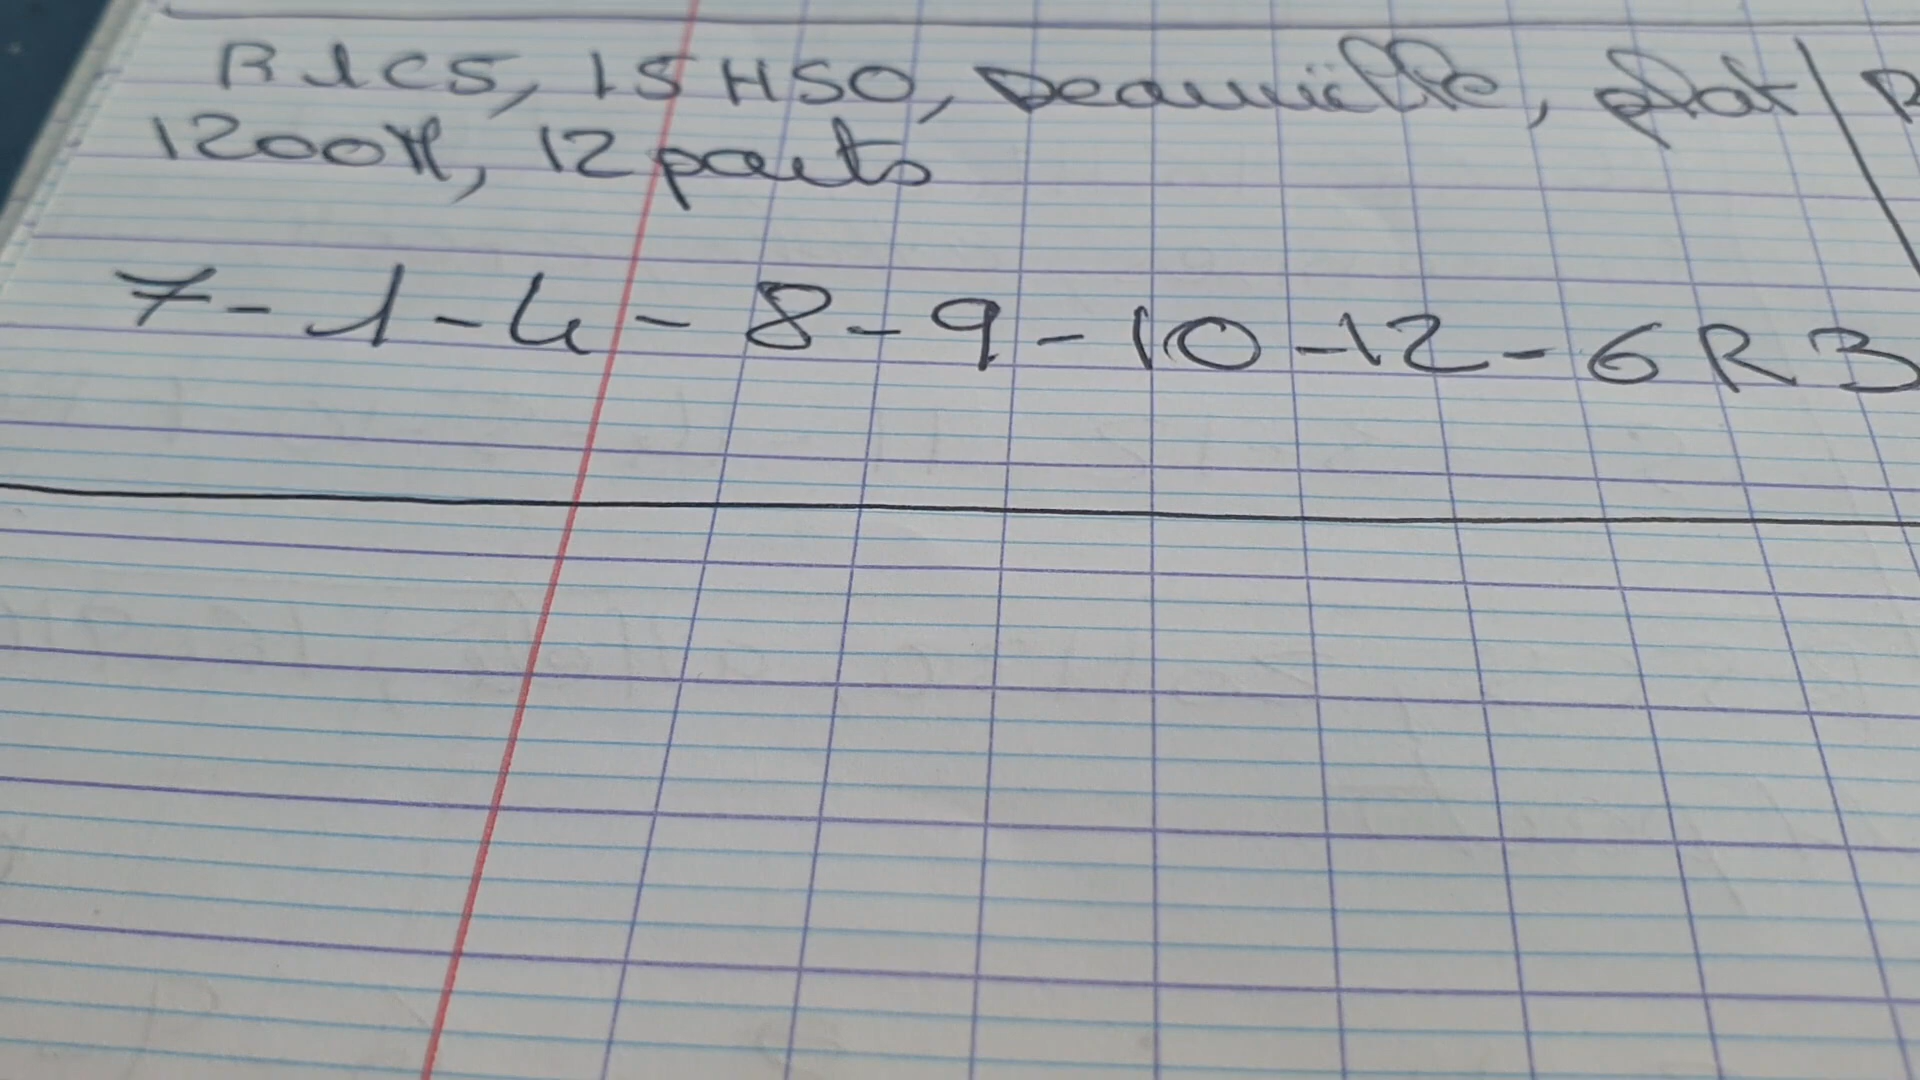 R1C5, 15H50, Deauville, plat / R
1200M, 12 parts
7 - 1 - 4 - 8 - 9 - 10 - 12 - 6 R 3